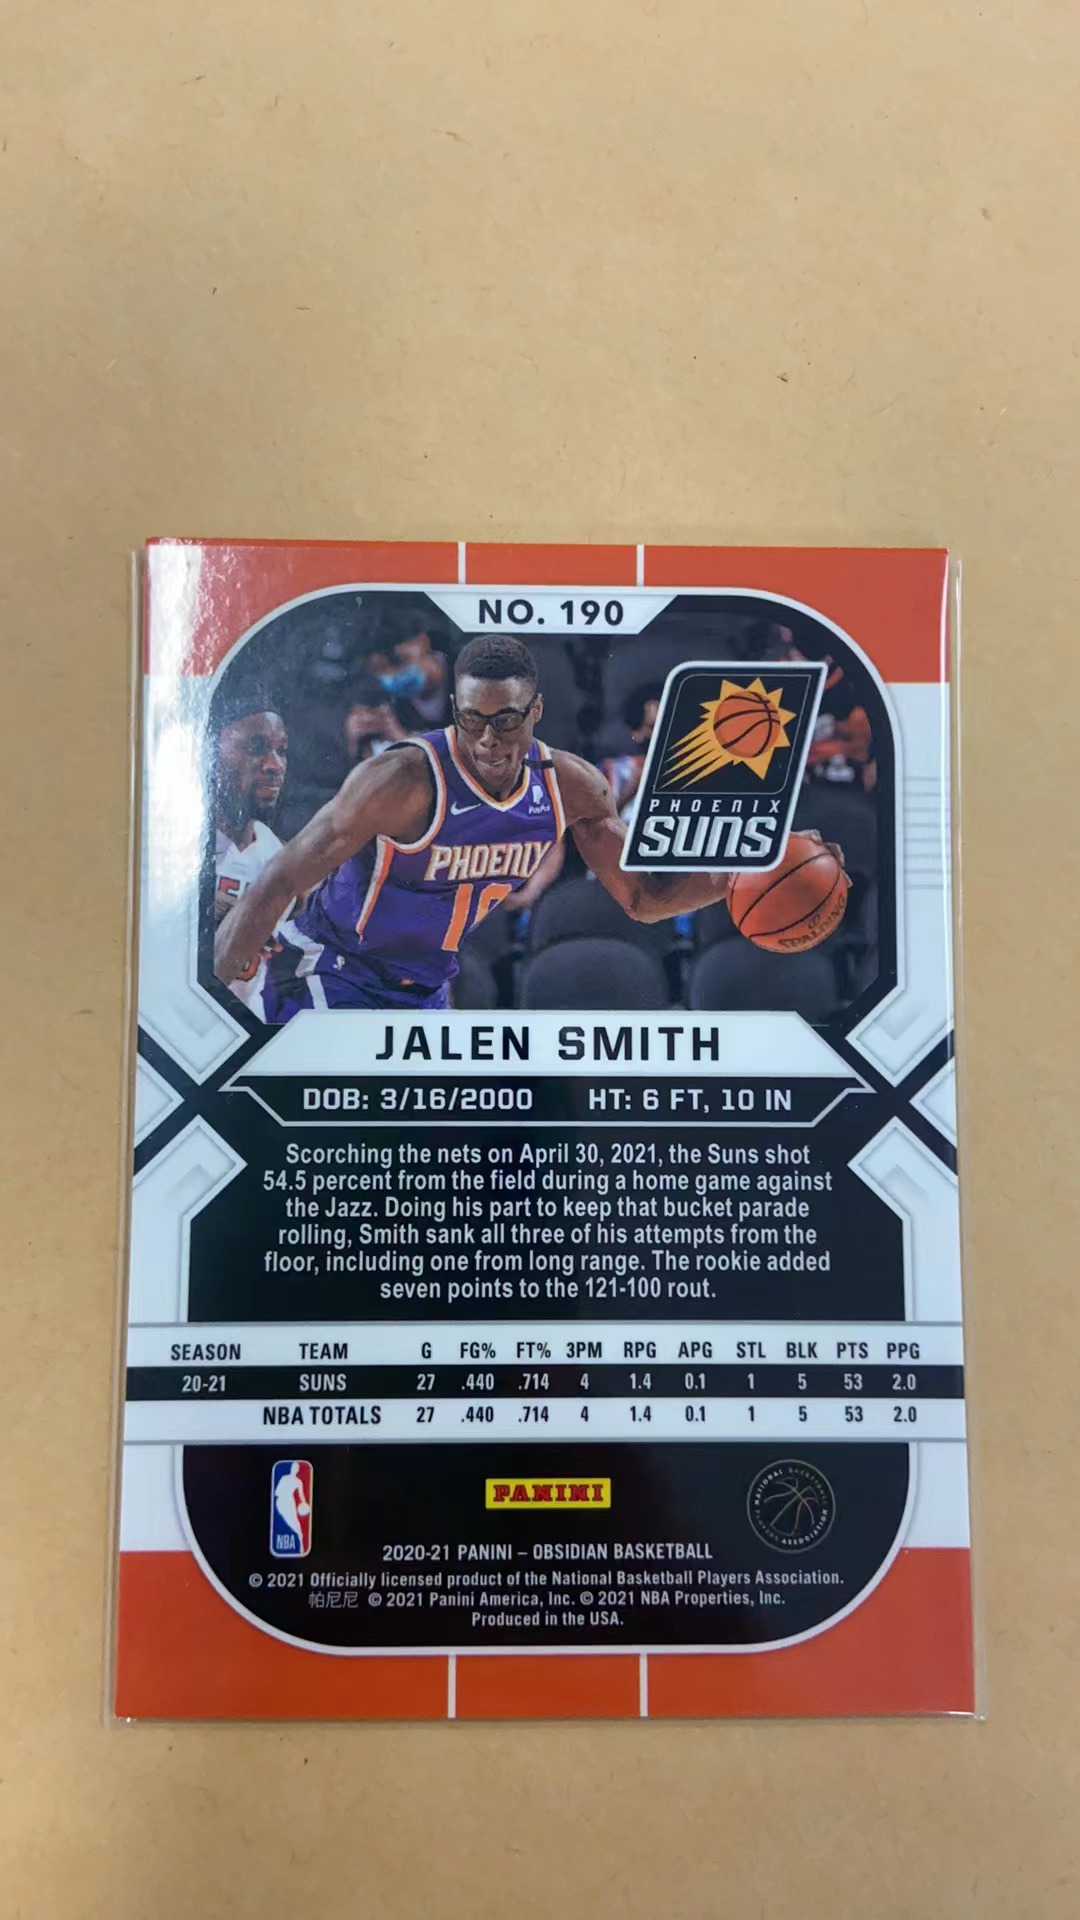 NO. 190
PHOENIX
SUNS
PayPal
PHOENIX
SPALDING
JALEN SMITH
DOB: 3/16/2000 HT: 6 FT, 10 IN
Scorching the nets on April 30, 2021, the Suns shot
54.5 percent from the field during a home game against
the Jazz. Doing his part to keep that bucket parade
rolling, Smith sank all three of his attempts from the
floor, including one from long range. The rookie added
seven points to the 121-100 rout.
SEASON TEAM G FG% FT% 3PM RPG APG STL BLK PTS PPG
20-21 SUNS 27 .440 .714 4 1.4 0.1 1 5 53 2.0
NBA TOTALS 27 .440 .714 4 1.4 0.1 1 5 53 2.0
NBA
PANINI
NATIONAL BASKETBALL PLAYERS ASSOCIATION
2020-21 PANINI – OBSIDIAN BASKETBALL
© 2021 Officially licensed product of the National Basketball Players Association.
帕尼尼 © 2021 Panini America, Inc. © 2021 NBA Properties, Inc.
Produced in the USA.